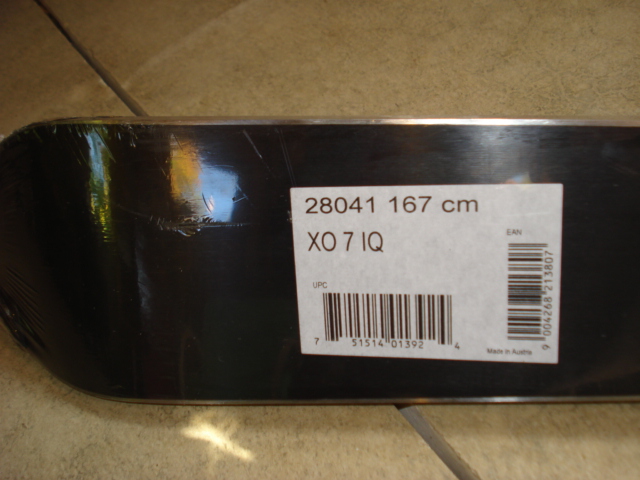 28041 167 cm
XO 7 IQ
EAN
9 004268 213807
UPC
7 51514 01392 4
Made in Austria